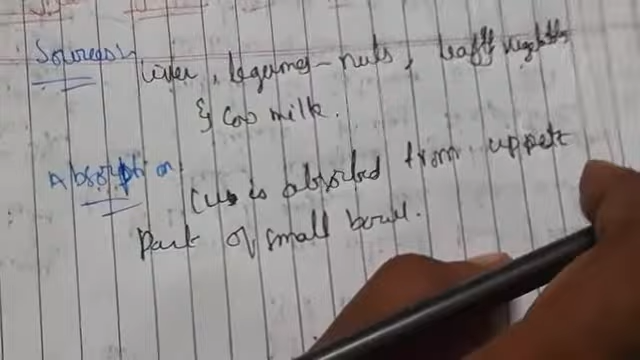 Sources:
Liver, legumes - nuts, leafy vegetables
& Cow milk.
Absorption:
Cu is absorbed from upper
part of small bowel.